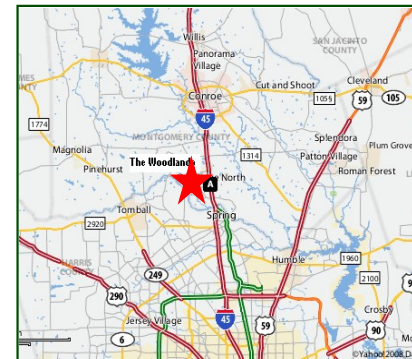 Willis
Panorama
Village
SAN JACINTO
COUNTY
Cleveland
Cut and Shoot
59
105
1055
Conroe
45
1774
MONTGOMERY COUNTY
Splendora
Plum Grove
Magnolia
The Woodlands
1314
Patton Village
Pinehurst
North
Roman Forest
A
Tomball
Spring
2920
HARRIS
COUNTY
Humble
1960
249
2100
290
Crosby
Jersey Village
45
59
90
6
©Yahoo!2008